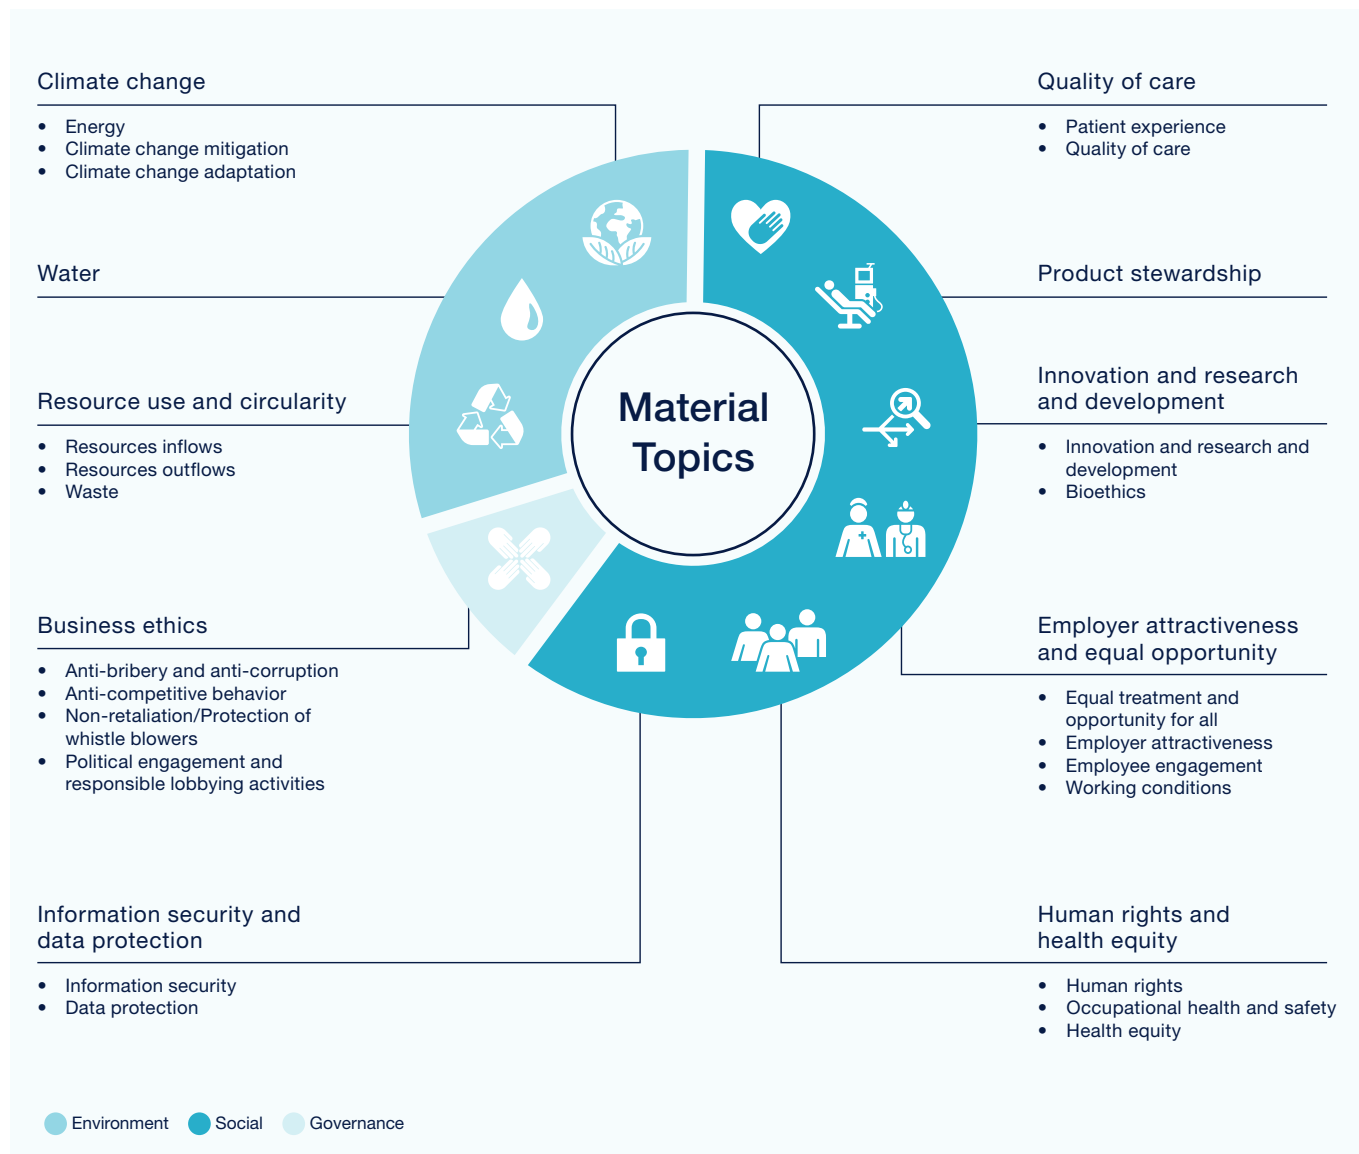 Climate change
• Energy
• Climate change mitigation
• Climate change adaptation
Water
Resource use and circularity
• Resources inflows
• Resources outflows
• Waste
Business ethics
• Anti-bribery and anti-corruption
• Anti-competitive behavior
• Non-retaliation/Protection of
whistle blowers
• Political engagement and
responsible lobbying activities
Information security and
data protection
• Information security
• Data protection
Material
Topics
Quality of care
• Patient experience
• Quality of care
Product stewardship
Innovation and research
and development
• Innovation and research and
development
• Bioethics
Employer attractiveness
and equal opportunity
• Equal treatment and
opportunity for all
• Employer attractiveness
• Employee engagement
• Working conditions
Human rights and
health equity
• Human rights
• Occupational health and safety
• Health equity
Environment Social Governance